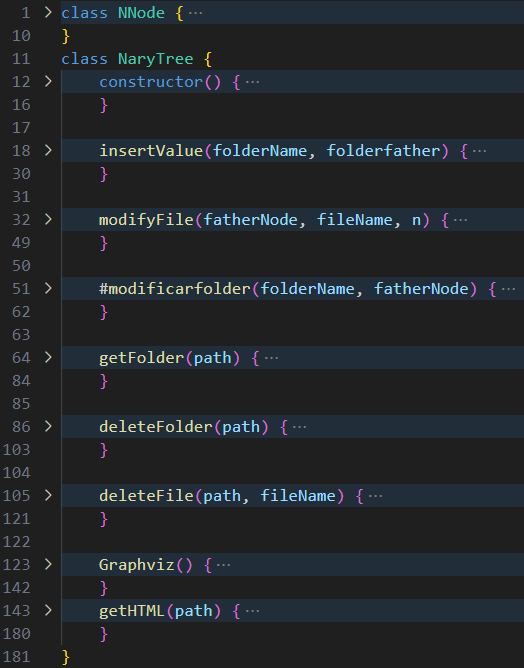 1 > class NNode { ···
10 }
11 class NaryTree {
12 > constructor() { ···
16 }
17
18 > insertValue(folderName, folderfather) { ···
30 }
31
32 > modifyFile(fatherNode, fileName, n) { ···
49 }
50
51 > #modificarfolder(folderName, fatherNode) { ···
62 }
63
64 > getFolder(path) { ···
84 }
85
86 > deleteFolder(path) { ···
103 }
104
105 > deleteFile(path, fileName) { ···
121 }
122
123 > Graphviz() { ···
142 }
143 > getHTML(path) { ···
180 }
181 }